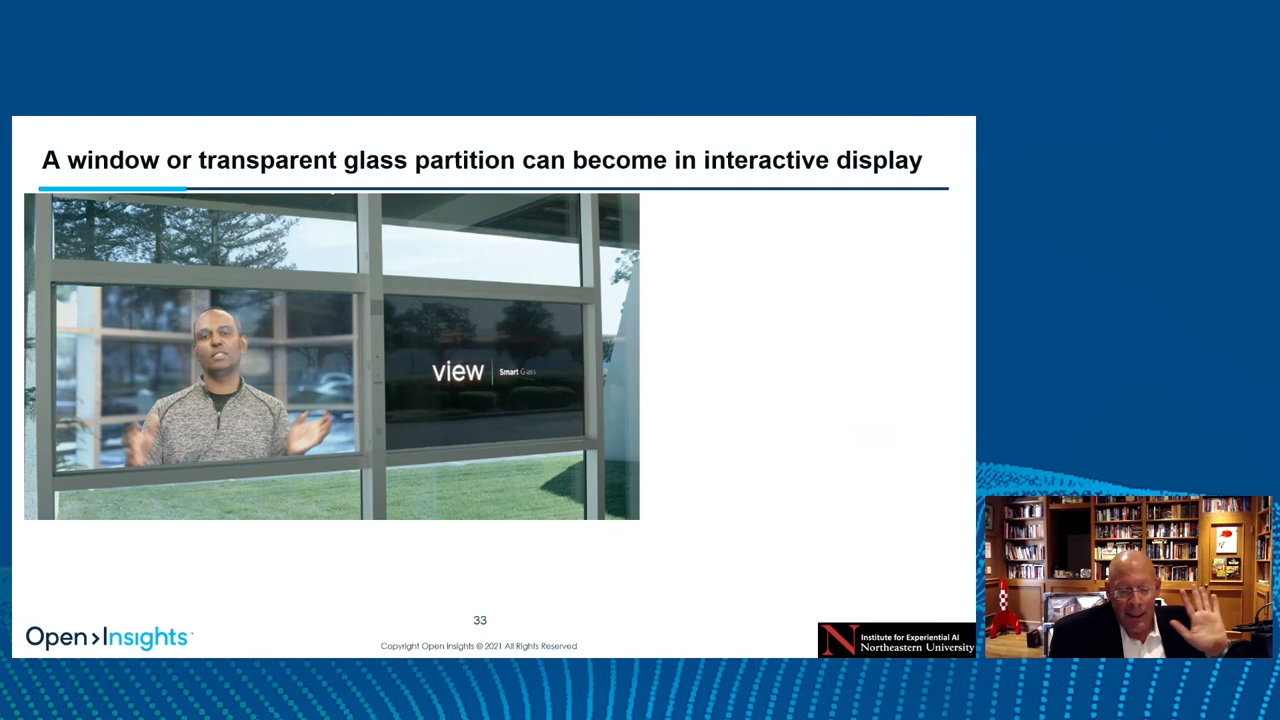 A window or transparent glass partition can become in interactive display
view Smart Glass
33
Open Insights
Copyright Open Insights © 2021 All Rights Reserved
N Institute for Experiential AI
Northeastern University